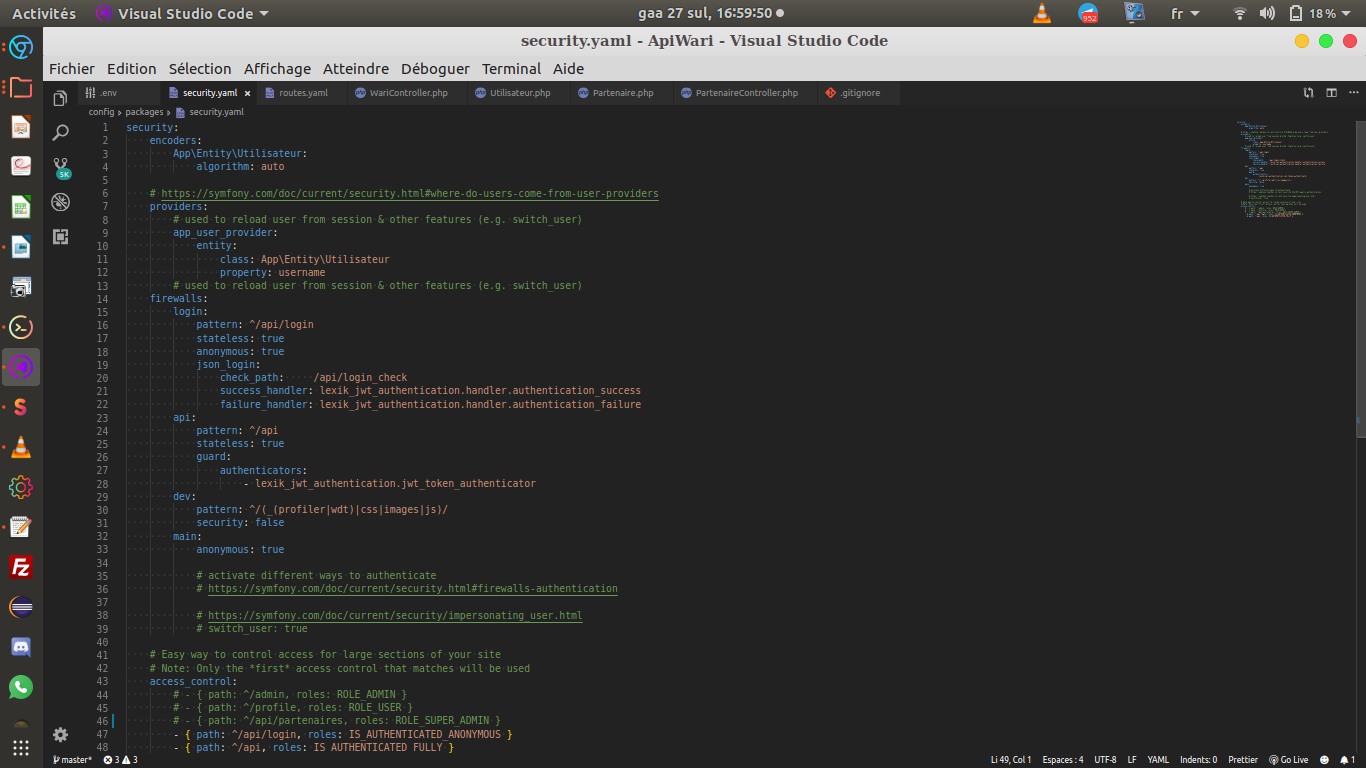 Activités Visual Studio Code gaa 27 sul, 16:59:50 952 fr 18 %
security.yaml - ApiWari - Visual Studio Code
Fichier Edition Sélection Affichage Atteindre Déboguer Terminal Aide
.env security.yaml × routes.yaml WariController.php Utilisateur.php Partenaire.php PartenaireController.php .gitignore
config › packages › security.yaml
1 security:
2 encoders:
3 App\Entity\Utilisateur:
4 algorithm: auto
5
6 # https://symfony.com/doc/current/security.html#where-do-users-come-from-user-providers
7 providers:
8 # used to reload user from session & other features (e.g. switch_user)
9 app_user_provider:
10 entity:
11 class: App\Entity\Utilisateur
12 property: username
13 # used to reload user from session & other features (e.g. switch_user)
14 firewalls:
15 login:
16 pattern: ^/api/login
17 stateless: true
18 anonymous: true
19 json_login:
20 check_path: /api/login_check
21 success_handler: lexik_jwt_authentication.handler.authentication_success
22 failure_handler: lexik_jwt_authentication.handler.authentication_failure
23 api:
24 pattern: ^/api
25 stateless: true
26 guard:
27 authenticators:
28 - lexik_jwt_authentication.jwt_token_authenticator
29 dev:
30 pattern: ^/(_(profiler|wdt)|css|images|js)/
31 security: false
32 main:
33 anonymous: true
34
35 # activate different ways to authenticate
36 # https://symfony.com/doc/current/security.html#firewalls-authentication
37
38 # https://symfony.com/doc/current/security/impersonating_user.html
39 # switch_user: true
40
41 # Easy way to control access for large sections of your site
42 # Note: Only the *first* access control that matches will be used
43 access_control:
44 # - { path: ^/admin, roles: ROLE_ADMIN }
45 # - { path: ^/profile, roles: ROLE_USER }
46 # - { path: ^/api/partenaires, roles: ROLE_SUPER_ADMIN }
47 - { path: ^/api/login, roles: IS_AUTHENTICATED_ANONYMOUS }
48 - { path: ^/api, roles: IS_AUTHENTICATED_FULLY }
5K
master* 3 3 Li 49, Col 1 Espaces : 4 UTF-8 LF YAML Indents: 0 Prettier Go Live 1